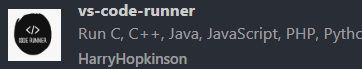 </> 
CODE RUNNER
vs-code-runner
Run C, C++, Java, JavaScript, PHP, Pytho
HarryHopkinson